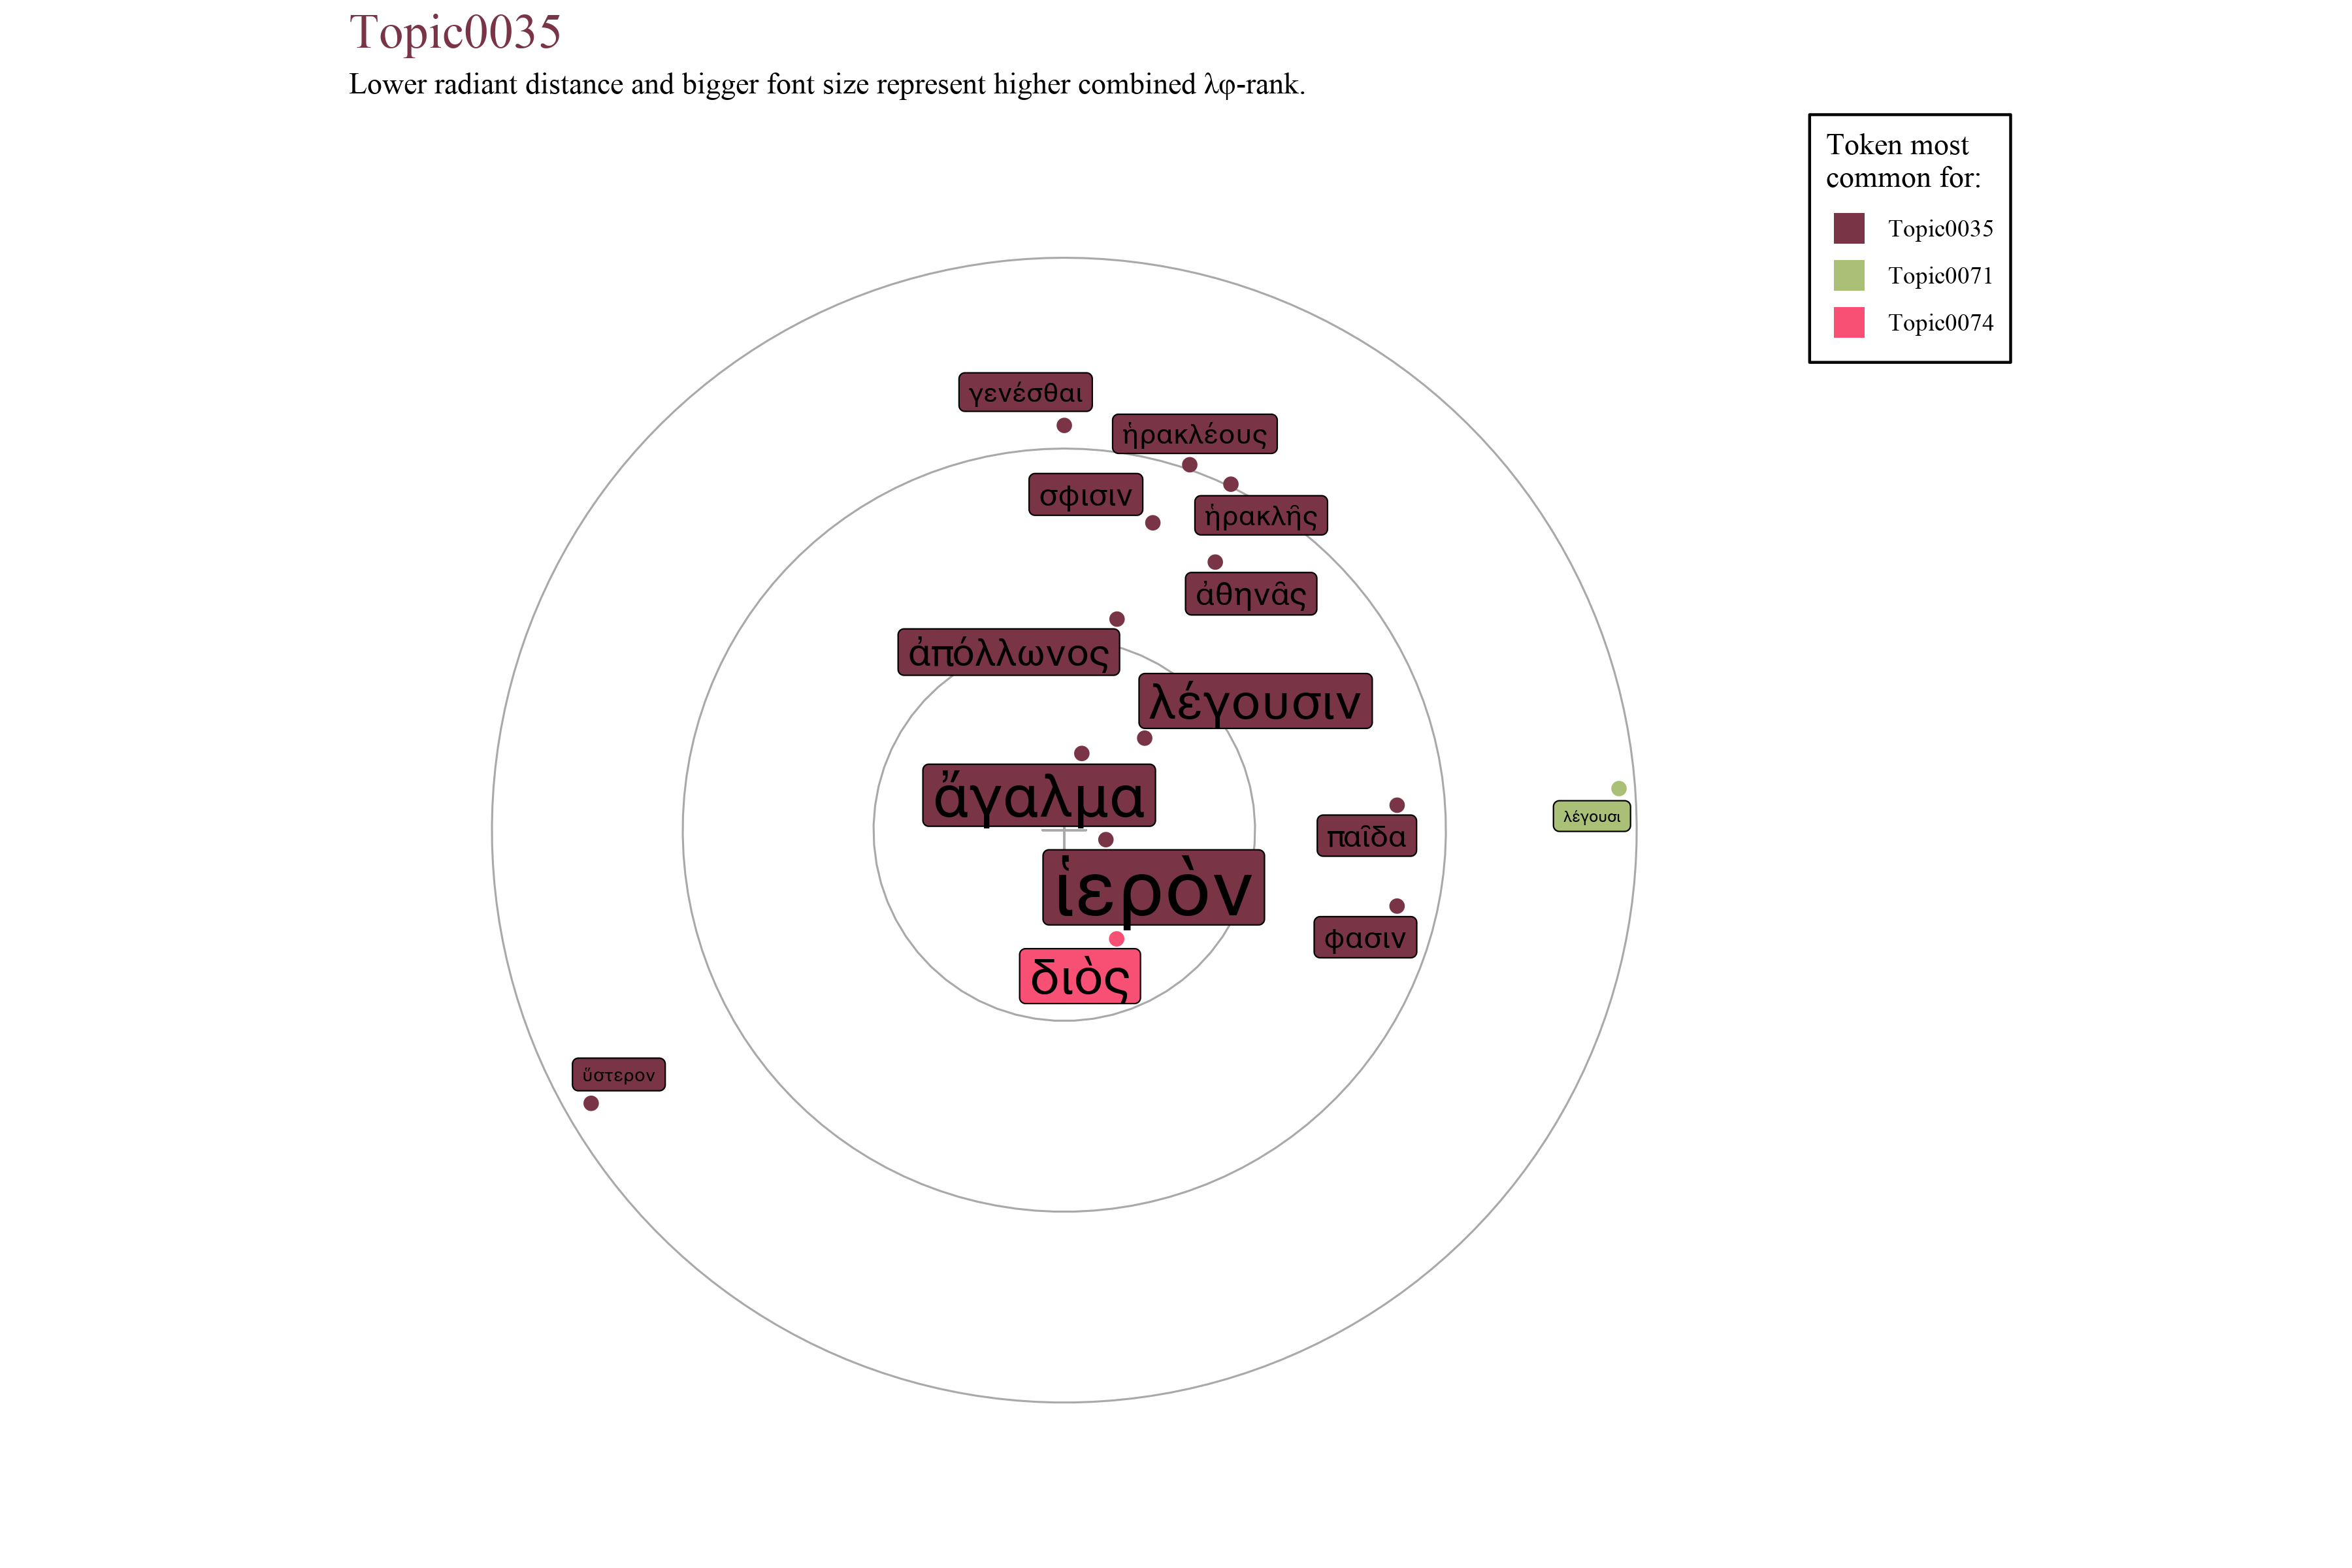 Topic0035
Lower radiant distance and bigger font size represent higher combined λφ-rank.
Token most
common for:
Topic0035
Topic0071
Topic0074
γενέσθαι
ἡρακλέους
σφισιν
ἡρακλῆς
ἀθηνᾶς
ἀπόλλωνος
λέγουσιν
ἄγαλμα
λέγουσι
παῖδα
ἱερὸν
φασιν
διὸς
ὕστερον